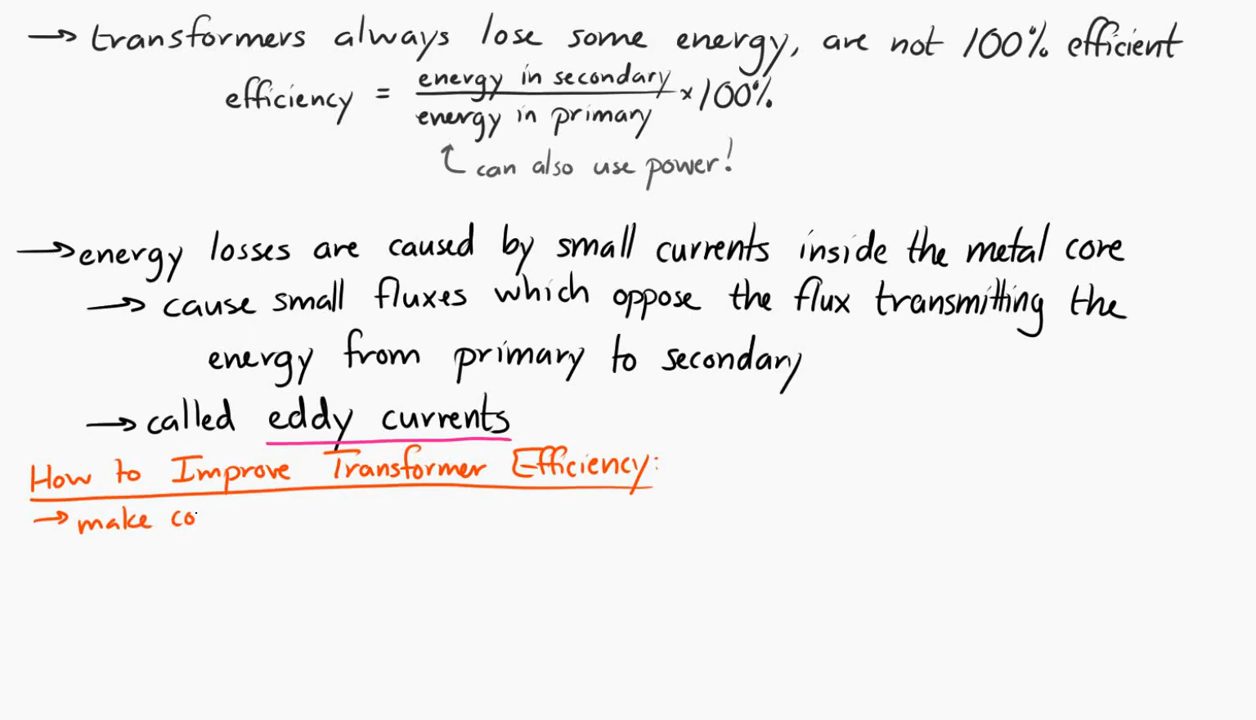 → transformers always lose some energy, are not 100% efficient
efficiency = energy in secondary / energy in primary × 100%
can also use power!
→ energy losses are caused by small currents inside the metal core
→ cause small fluxes which oppose the flux transmitting the
energy from primary to secondary
→ called eddy currents
How to Improve Transformer Efficiency:
→ make co